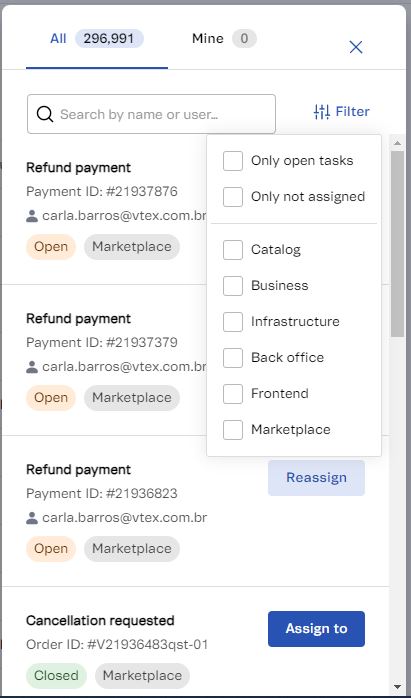 All 296,991 Mine 0
Search by name or user...
Filter
Only open tasks
Only not assigned
Catalog
Business
Infrastructure
Back office
Frontend
Marketplace
Refund payment
Payment ID: #21937876
carla.barros@vtex.com.br
Open Marketplace
Refund payment
Payment ID: #21937379
carla.barros@vtex.com.br
Open Marketplace
Refund payment
Payment ID: #21936823
carla.barros@vtex.com.br
Open Marketplace
Reassign
Cancellation requested
Order ID: #V21936483qst-01
Closed Marketplace
Assign to